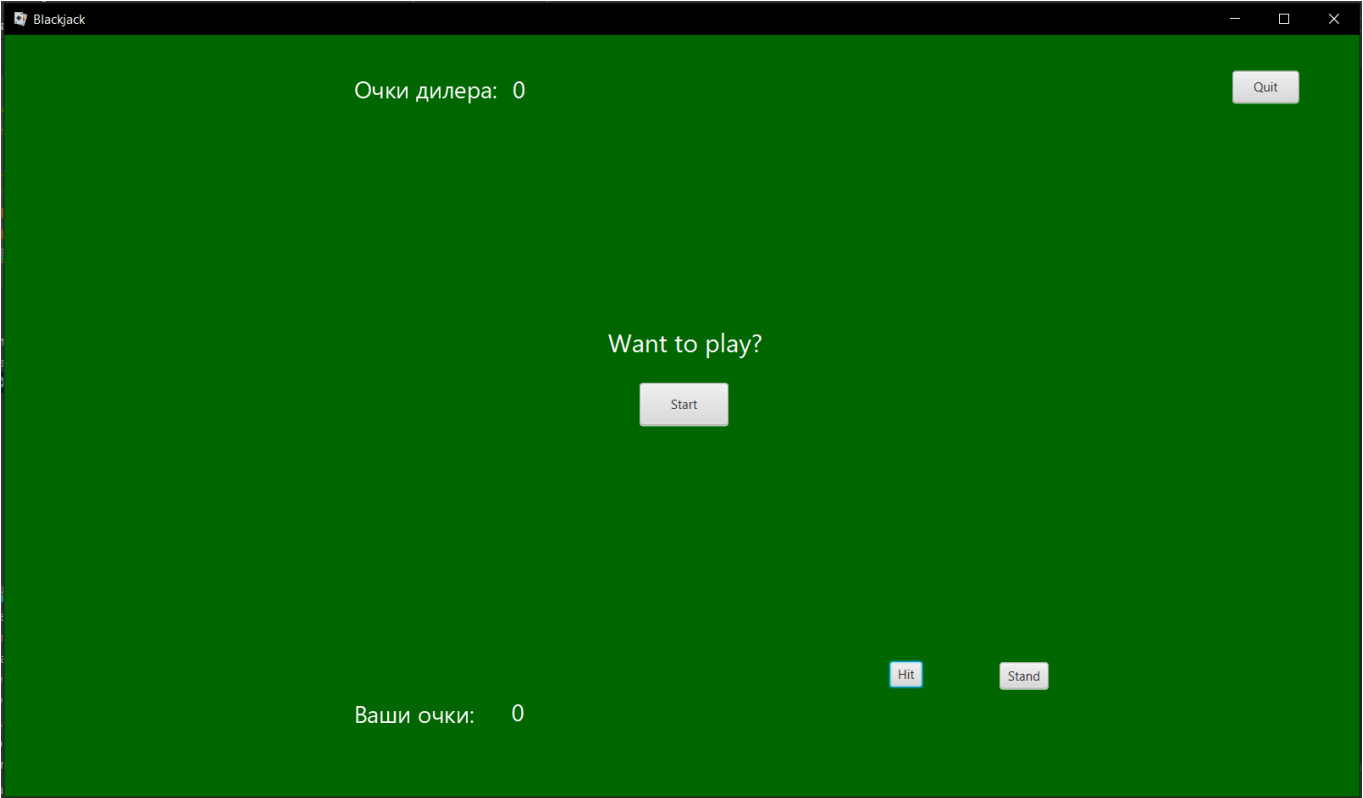 Blackjack
Очки дилера: 0
Quit
Want to play?
Start
Hit
Stand
Ваши очки: 0